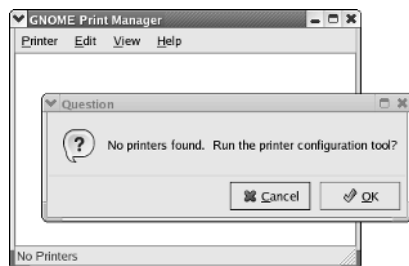 GNOME Print Manager
Printer Edit View Help
Question
No printers found. Run the printer configuration tool?
Cancel OK
No Printers